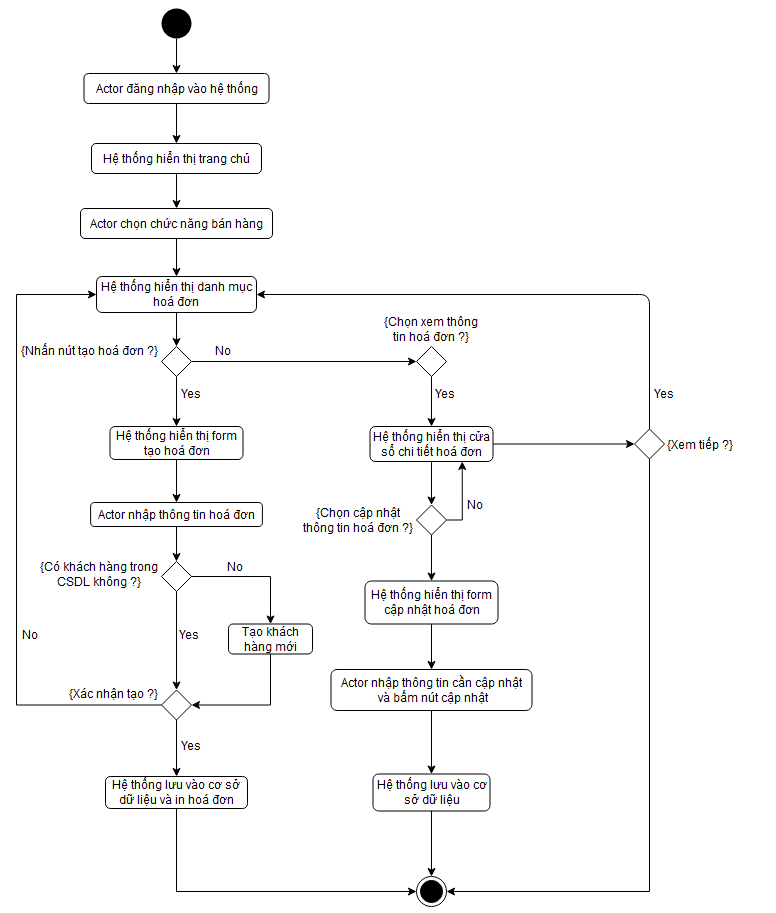 Actor đăng nhập vào hệ thống
Hệ thống hiển thị trang chủ
Actor chọn chức năng bán hàng
Hệ thống hiển thị danh mục
hoá đơn
{Nhấn nút tạo hoá đơn ?}
No
{Chọn xem thông
tin hoá đơn ?}
Yes
Yes
Yes
Hệ thống hiển thị form
tạo hoá đơn
Hệ thống hiển thị cửa
sổ chi tiết hoá đơn
{Xem tiếp ?}
Actor nhập thông tin hoá đơn
{Chọn cập nhật
thông tin hoá đơn ?}
No
{Có khách hàng trong
CSDL không ?}
No
Hệ thống hiển thị form
cập nhật hoá đơn
No
Yes
Tạo khách
hàng mới
{Xác nhận tạo ?}
Actor nhập thông tin cần cập nhật
và bấm nút cập nhật
Yes
Hệ thống lưu vào cơ sở
dữ liệu và in hoá đơn
Hệ thống lưu vào cơ
sở dữ liệu